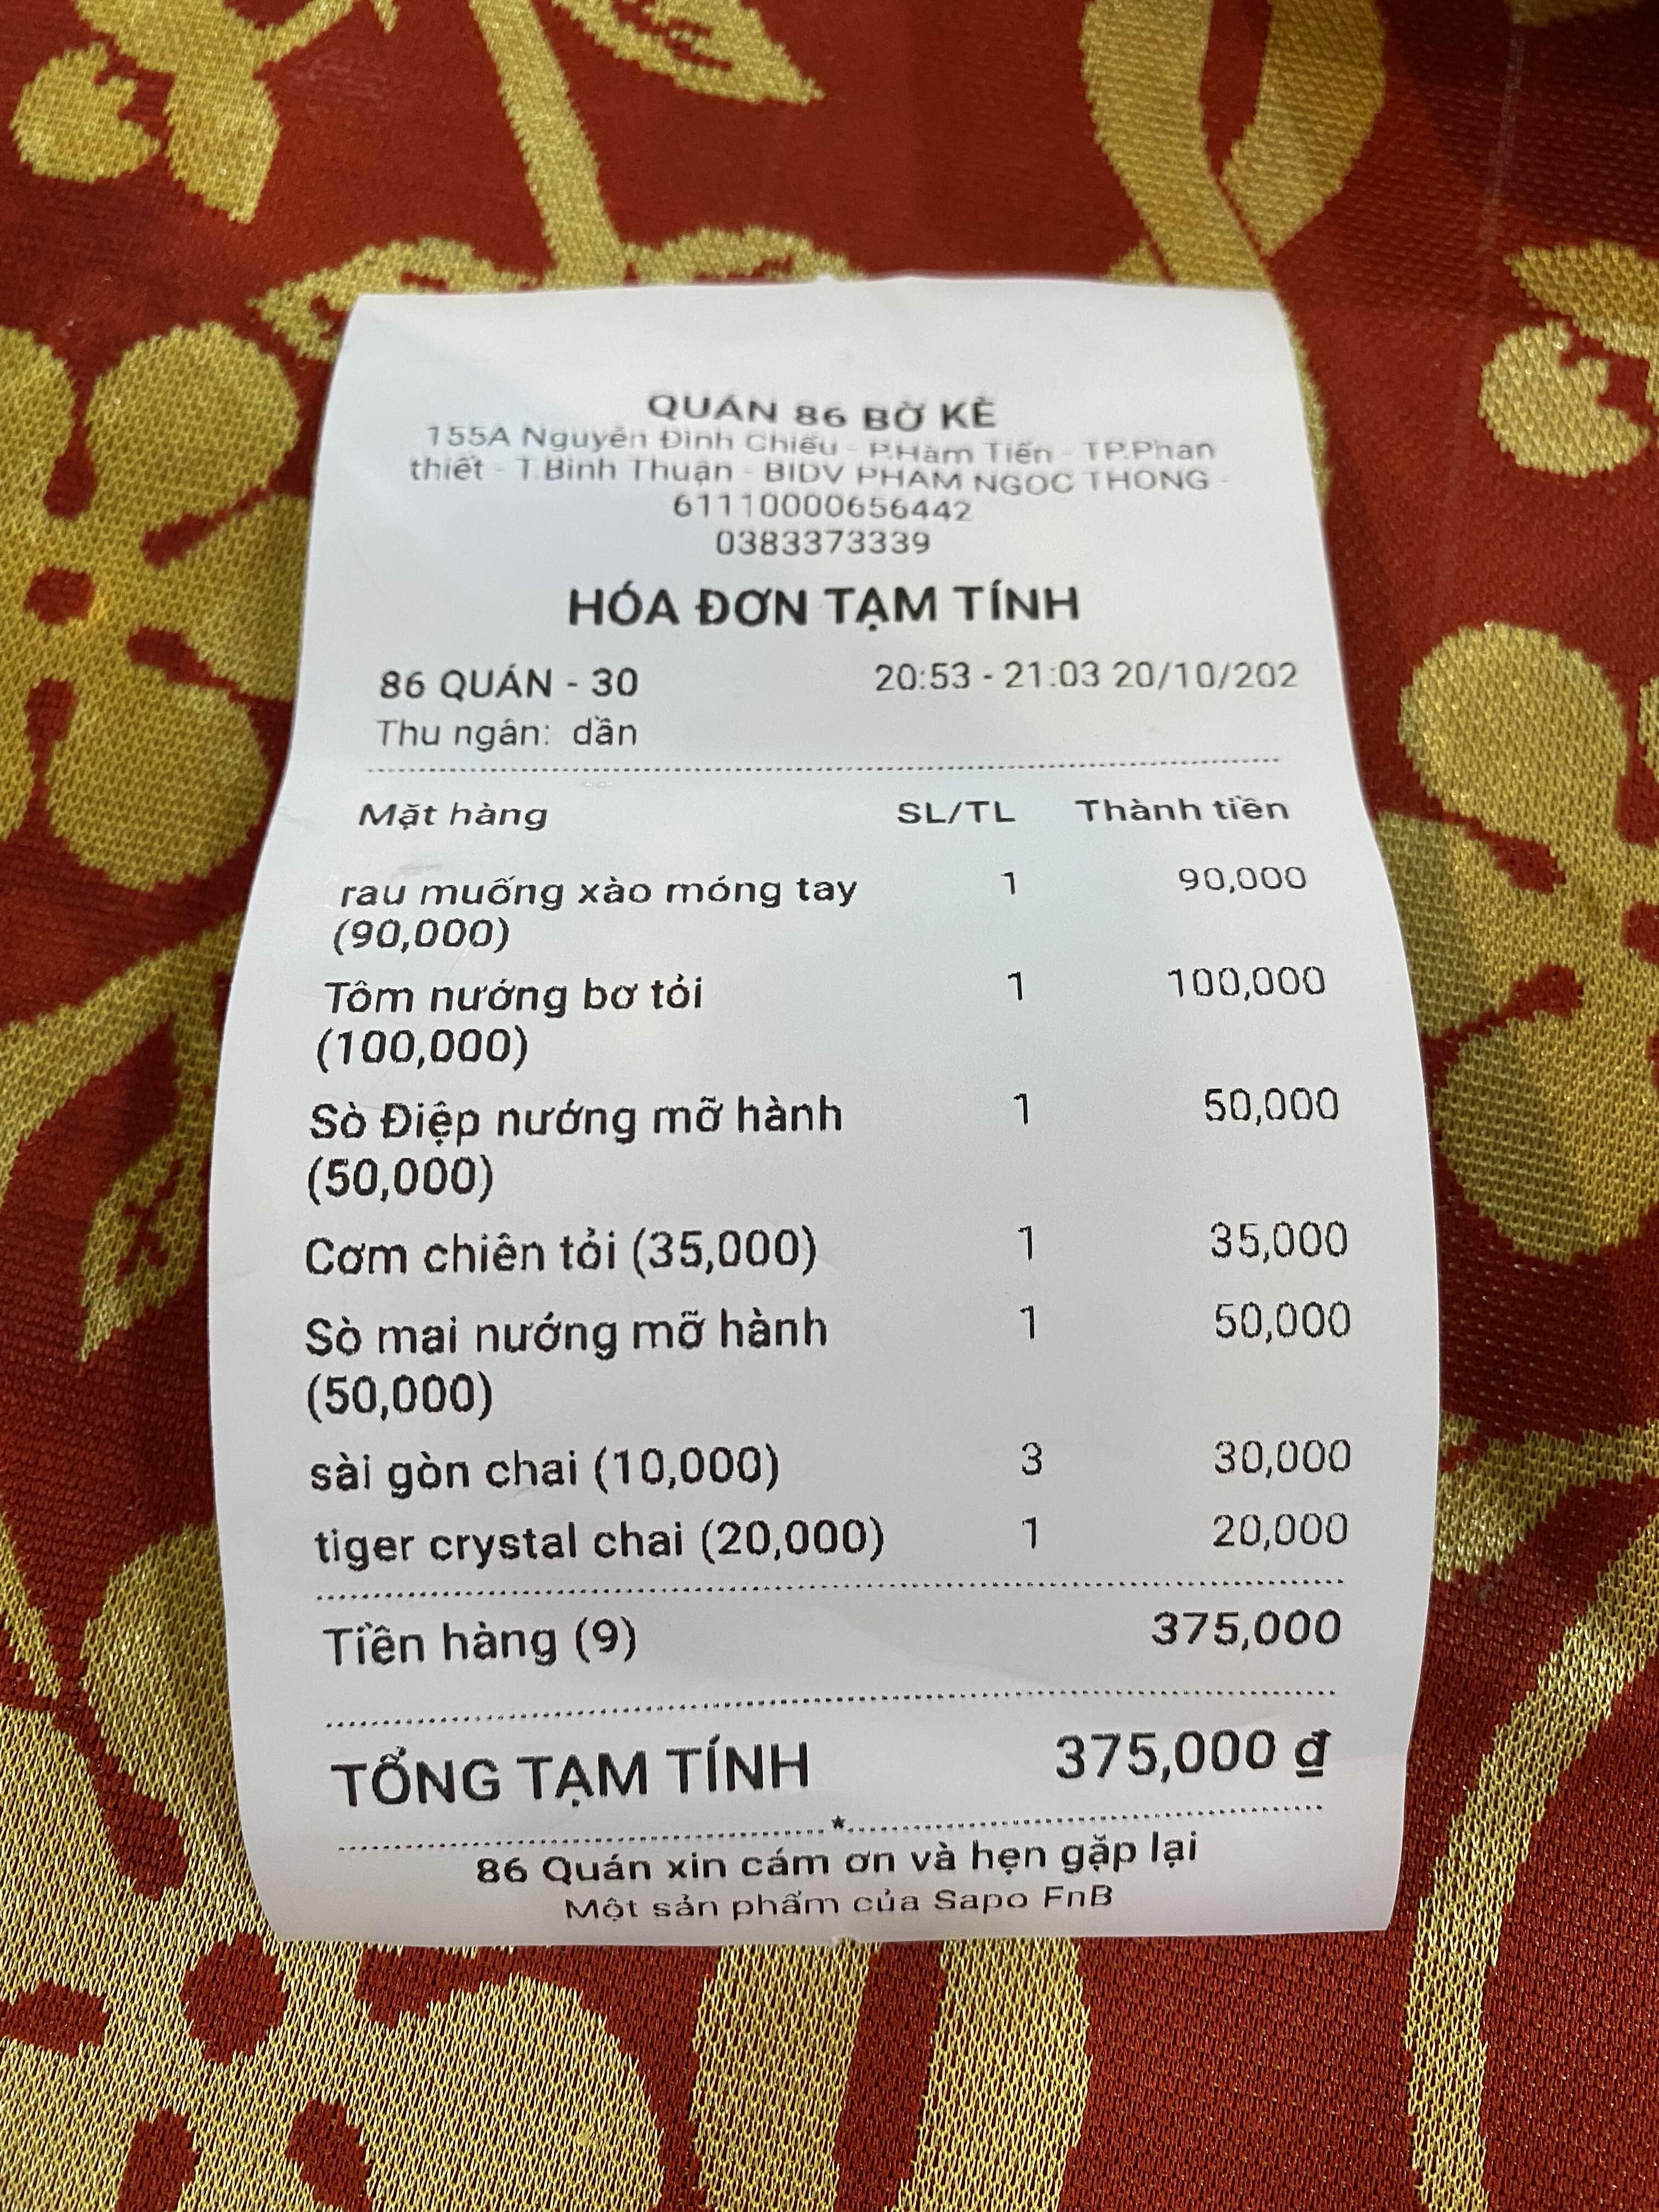 QUÁN 86 BỜ KÈ
155A Nguyễn Đình Chiểu - P.Hàm Tiến - TP.Phan
thiết - T.Bình Thuận - BIDV PHAM NGOC THONG -
61110000656442
0383373339
HÓA ĐƠN TẠM TÍNH
86 QUÁN - 30 20:53 - 21:03 20/10/202
Thu ngân: dần
Mặt hàng SL/TL Thành tiền
rau muống xào móng tay 1 90,000
(90,000)
Tôm nướng bơ tỏi 1 100,000
(100,000)
Sò Điệp nướng mỡ hành 1 50,000
(50,000)
Cơm chiên tỏi (35,000) 1 35,000
Sò mai nướng mỡ hành 1 50,000
(50,000)
sài gòn chai (10,000) 3 30,000
tiger crystal chai (20,000) 1 20,000
Tiền hàng (9) 375,000
TỔNG TẠM TÍNH 375,000 ₫
86 Quán xin cám ơn và hẹn gặp lại
Một sản phẩm của Sapo FnB